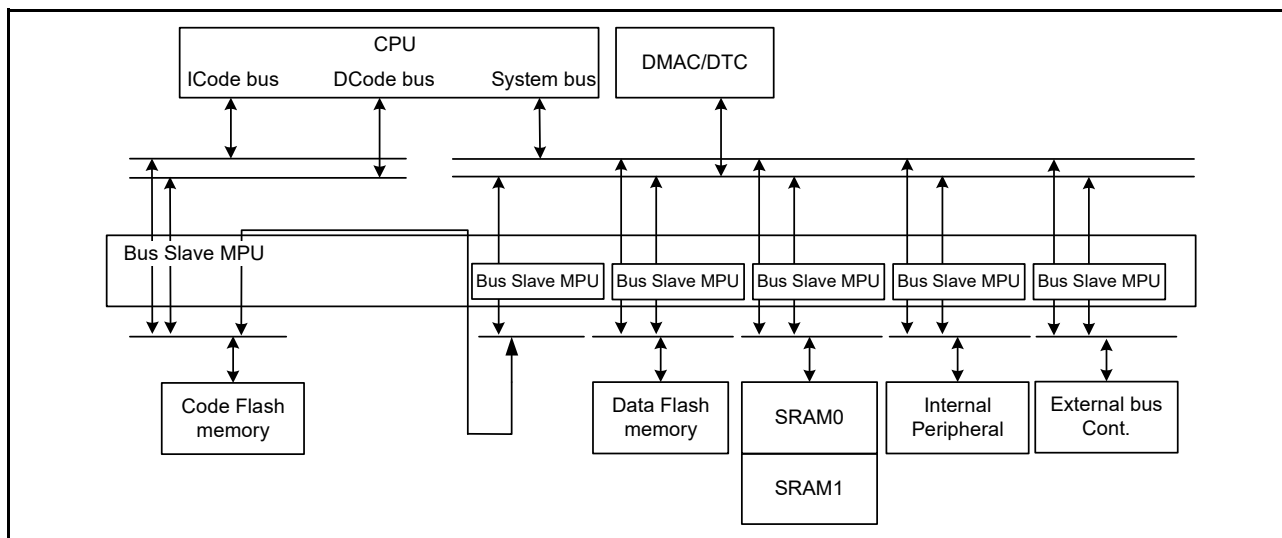 CPU
ICode bus
DCode bus
System bus
DMAC/DTC
Bus Slave MPU
Bus Slave MPU
Bus Slave MPU
Bus Slave MPU
Bus Slave MPU
Bus Slave MPU
Code Flash
memory
Data Flash
memory
SRAM0
SRAM1
Internal
Peripheral
External bus
Cont.